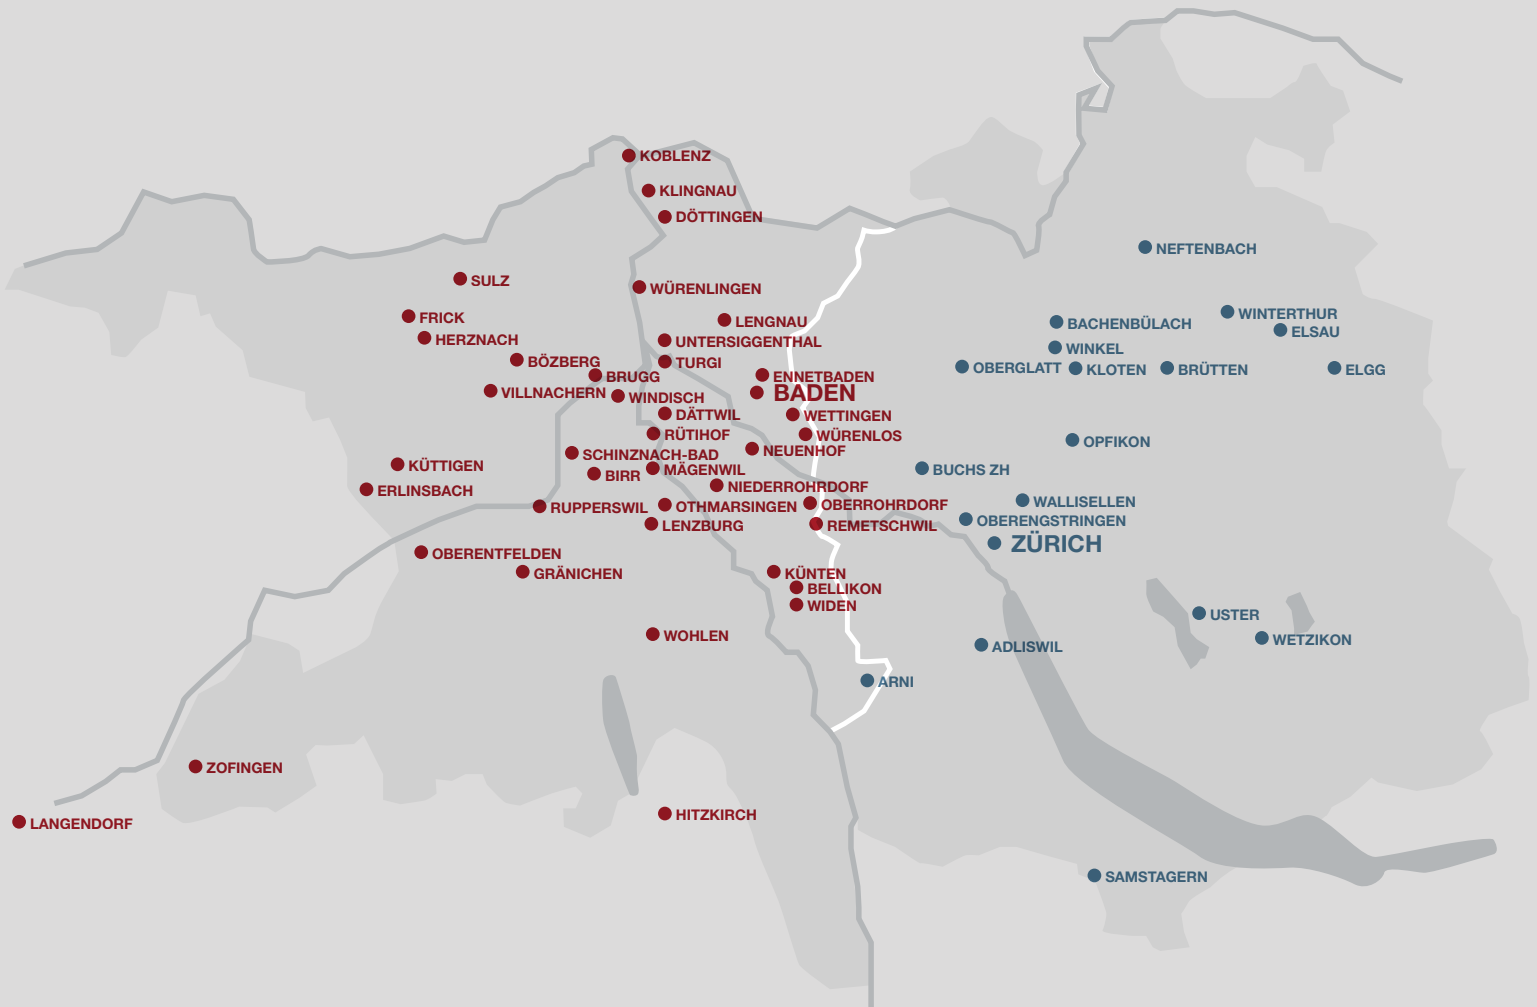 KOBLENZ
KLINGNAU
DÖTTINGEN
NEFTENBACH
SULZ
WÜRENLINGEN
FRICK
LENGNAU
BACHENBÜLACH
WINTERTHUR
ELSAU
HERZNACH
UNTERSIGGENTHAL
WINKEL
BÖZBERG
TURGI
OBERGLATT
KLOTEN
BRÜTTEN
ELGG
BRUGG
ENNETBADEN
VILLNACHERN
WINDISCH
BADEN
DÄTTWIL
WETTINGEN
RÜTIHOF
WÜRENLOS
OPFIKON
SCHINZNACH-BAD
NEUENHOF
KÜTTIGEN
BIRR
MÄGENWIL
BUCHS ZH
ERLINSBACH
NIEDERROHRDORF
RUPPERSWIL
OTHMARSINGEN
OBERROHRDORF
WALLISELLEN
LENZBURG
REMETSCHWIL
OBERENGSTRINGEN
ZÜRICH
OBERENTFELDEN
GRÄNICHEN
KÜNTEN
BELLIKON
WIDEN
USTER
WOHLEN
ADLISWIL
WETZIKON
ARNI
ZOFINGEN
HITZKIRCH
LANGENDORF
SAMSTAGERN